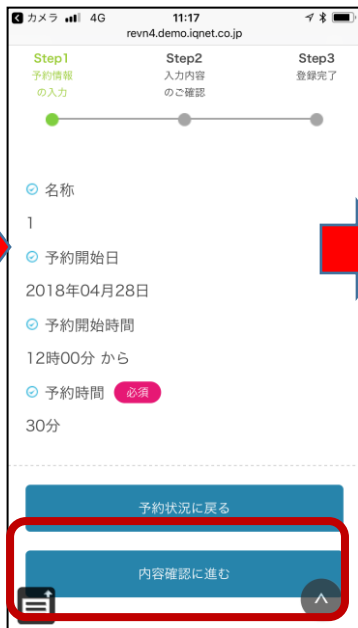 カメラ 4G 11:17
revn4.demo.iqnet.co.jp
Step1 Step2 Step3
予約情報 入力内容 登録完了
の入力 のご確認
名称
1
予約開始日
2018年04月28日
予約開始時間
12時00分 から
予約時間 必須
30分
予約状況に戻る
内容確認に進む